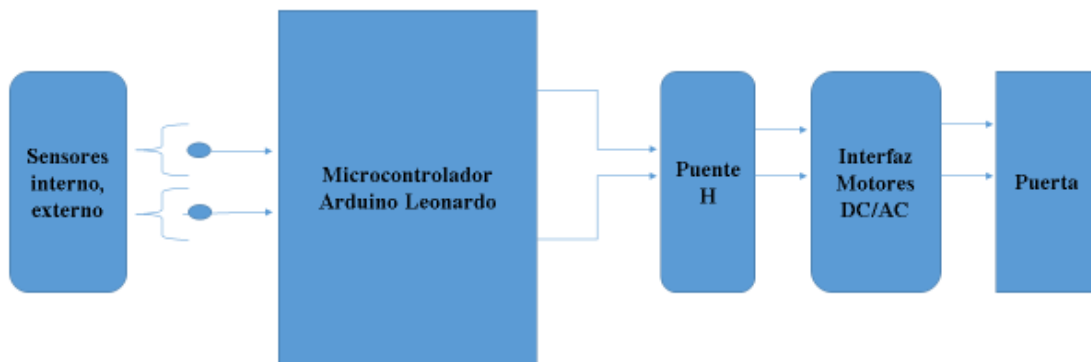 Sensores
interno,
externo
Microcontrolador
Arduino Leonardo
Puente
H
Interfaz
Motores
DC/AC
Puerta